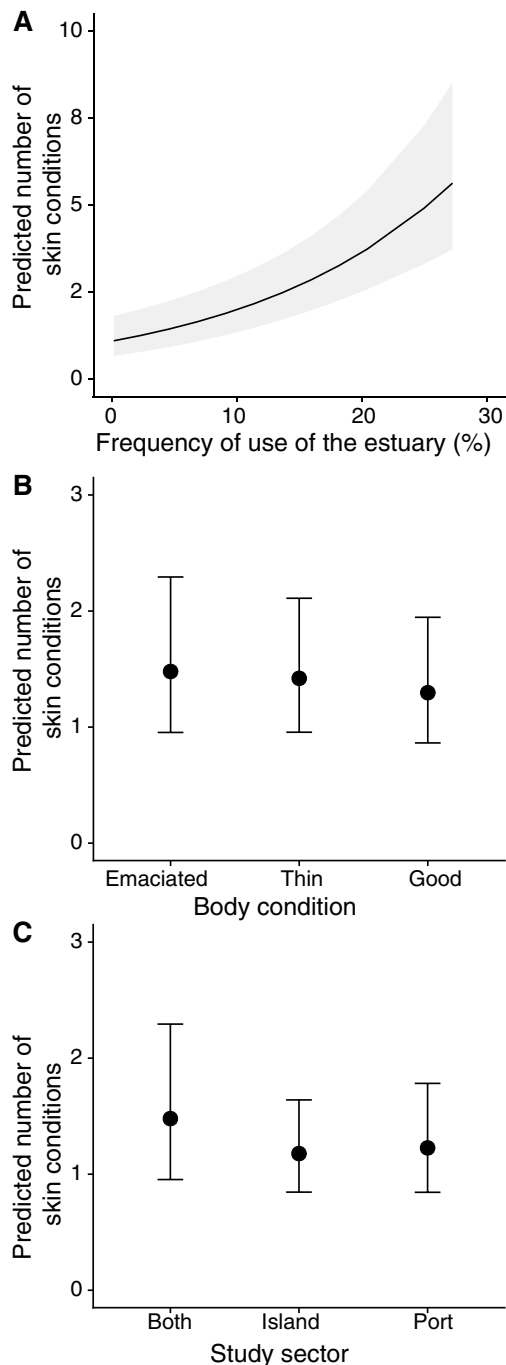 A
Predicted number of
skin conditions
10
8
5
2
0
0 10 20 30
Frequency of use of the estuary (%)
B
Predicted number of
skin conditions
3
2
1
0
Emaciated Thin Good
Body condition
C
Predicted number of
skin conditions
3
2
1
0
Both Island Port
Study sector